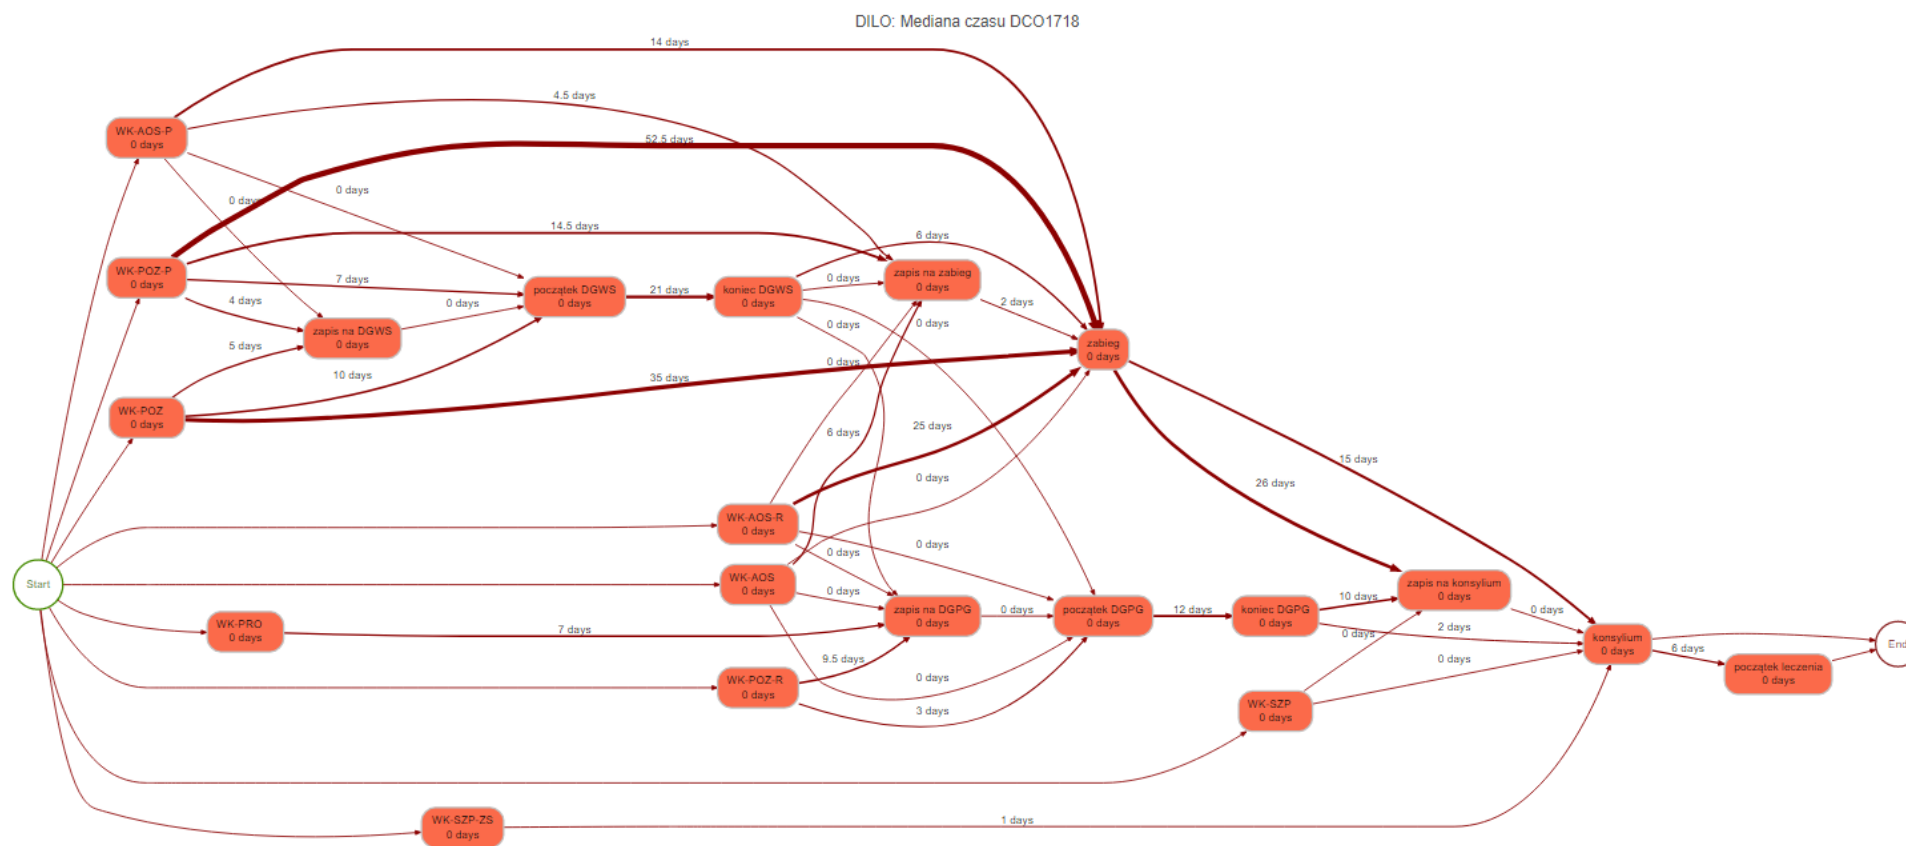 DILO: Mediana czasu DCO1718
14 days
4.5 days
WK-AOS-P
0 days
52.5 days
0 days
0 days
14.5 days
6 days
WK-POZ-P
0 days
7 days
4 days
0 days
początek DGWS
0 days
21 days
koniec DGWS
0 days
0 days
zapis na zabieg
0 days
2 days
zapis na DGWS
0 days
0 days
0 days
5 days
zabieg
0 days
10 days
35 days
0 days
WK-POZ
0 days
6 days
25 days
15 days
0 days
26 days
WK-AOS-R
0 days
0 days
0 days
Start
WK-AOS
0 days
0 days
zapis na DGPG
0 days
0 days
początek DGPG
0 days
12 days
koniec DGPG
0 days
10 days
zapis na konsylium
0 days
0 days
WK-PRO
0 days
7 days
0 days
2 days
konsylium
0 days
6 days
End
9.5 days
0 days
0 days
początek leczenia
0 days
WK-POZ-R
0 days
3 days
WK-SZP
0 days
WK-SZP-ZS
0 days
1 days